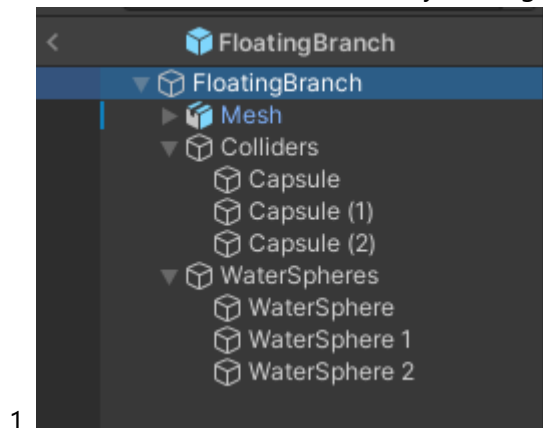 FloatingBranch
FloatingBranch
Mesh
Colliders
Capsule
Capsule (1)
Capsule (2)
WaterSpheres
WaterSphere
WaterSphere 1
WaterSphere 2
1